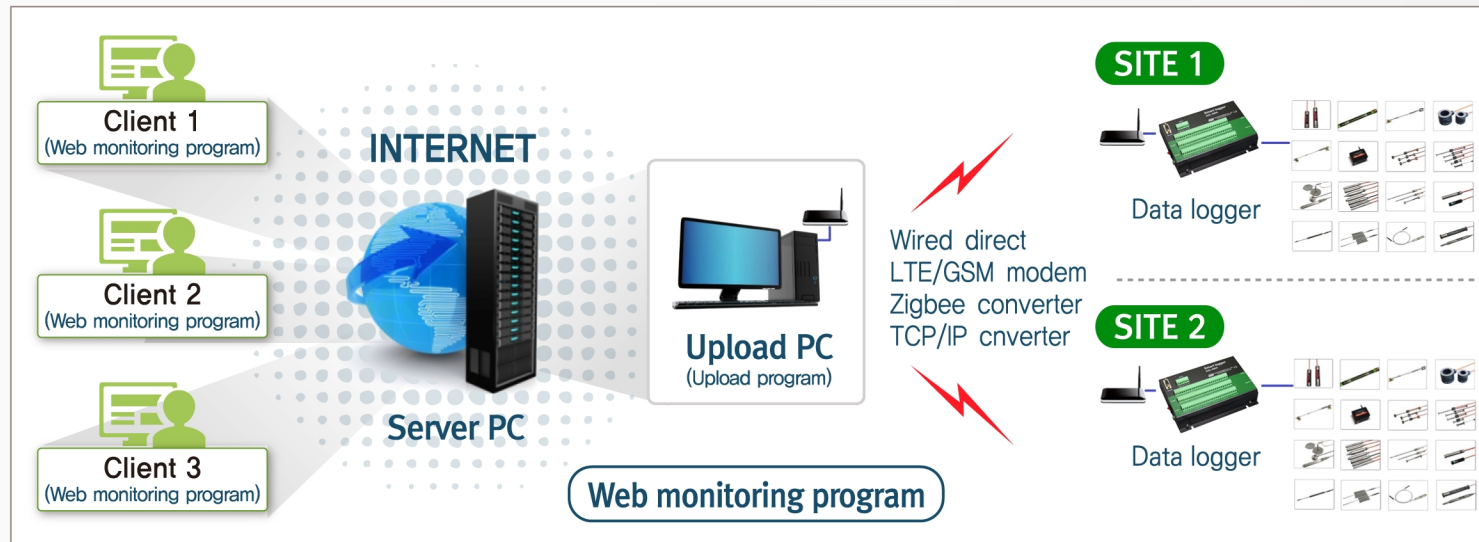 Client 1
(Web monitoring program)
Client 2
(Web monitoring program)
Client 3
(Web monitoring program)
INTERNET
Server PC
Upload PC
(Upload program)
Wired direct
LTE/GSM modem
Zigbee converter
TCP/IP cnverter
SITE 1
Data logger
SITE 2
Data logger
Web monitoring program